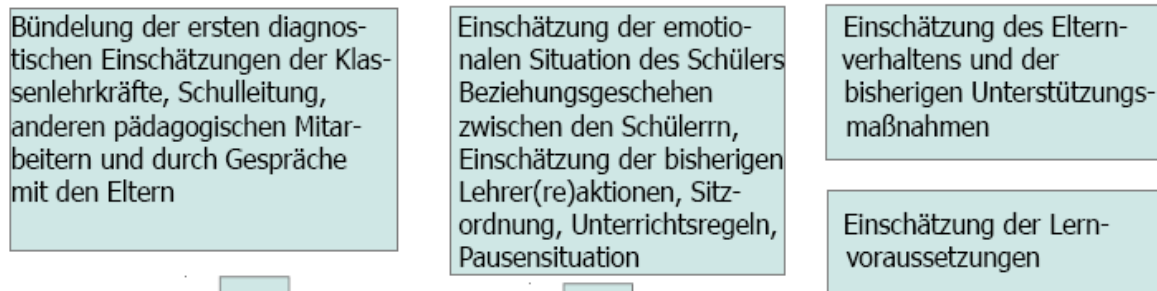 Bündelung der ersten diagnos-
tischen Einschätzungen der Klas-
senlehrkräfte, Schulleitung,
anderen pädagogischen Mitar-
beitern und durch Gespräche
mit den Eltern
Einschätzung der emotio-
nalen Situation des Schülers
Beziehungsgeschehen
zwischen den Schülerrn,
Einschätzung der bisherigen
Lehrer(re)aktionen, Sitz-
ordnung, Unterrichtsregeln,
Pausensituation
Einschätzung des Eltern-
verhaltens und der
bisherigen Unterstützungs-
maßnahmen
Einschätzung der Lern-
voraussetzungen